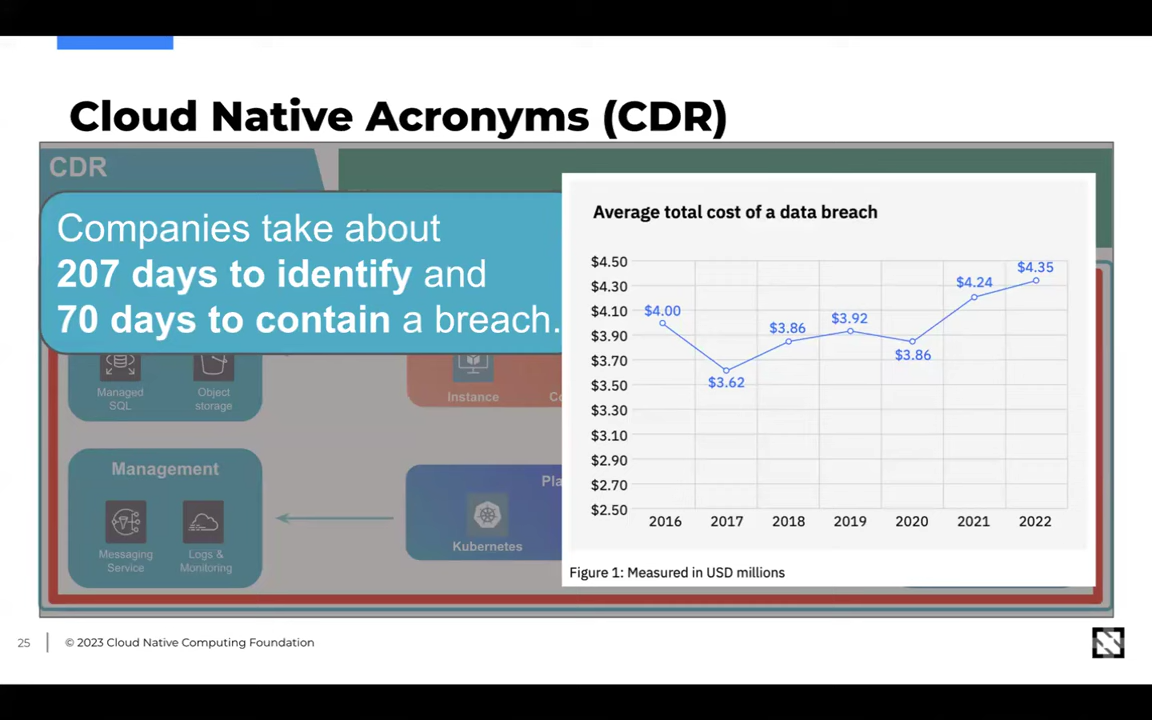 Cloud Native Acronyms (CDR)
CDR
Companies take about
207 days to identify and
70 days to contain a breach.
Managed
SQL
Object
storage
Instance
Management
Messaging
Service
Logs &
Monitoring
Kubernetes
Average total cost of a data breach
$4.50
$4.30
$4.10
$3.90
$3.70
$3.50
$3.30
$3.10
$2.90
$2.70
$2.50
$4.00
$3.62
$3.86
$3.92
$3.86
$4.24
$4.35
2016 2017 2018 2019 2020 2021 2022
Figure 1: Measured in USD millions
25
© 2023 Cloud Native Computing Foundation